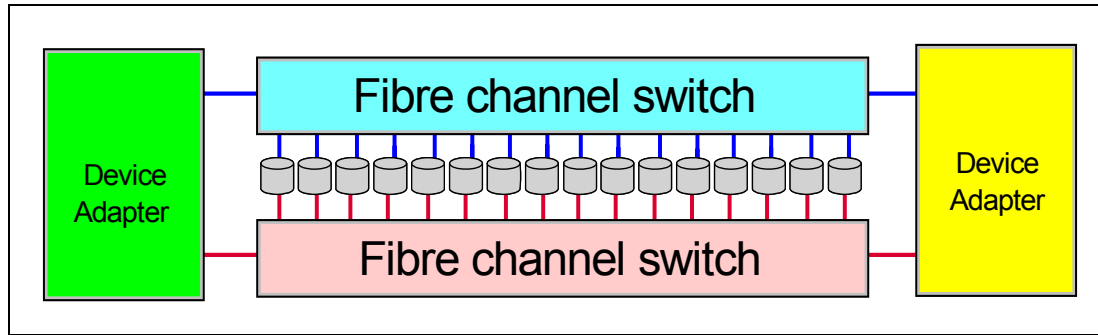 Fibre channel switch
Device
Adapter
Device
Adapter
Fibre channel switch